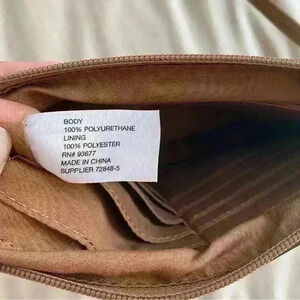 BODY
100% POLYURETHANE
LINING
100% POLYESTER
RN# 93677
MADE IN CHINA
SUPPLIER 72848-5